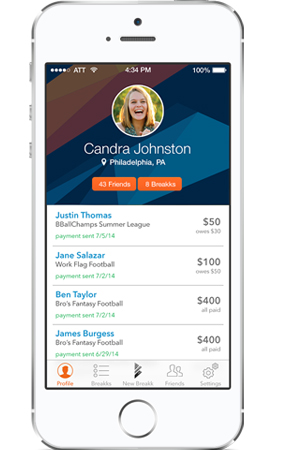 ATT 4:34 PM 100%
Candra Johnston
Philadelphia, PA
43 Friends 8 Breakks
Justin Thomas $50
BBallChamps Summer League owes $30
payment sent 7/5/14
Jane Salazar $100
Work Flag Football owes $50
payment sent 7/2/14
Ben Taylor $400
Bro's Fantasy Football all paid
payment sent 7/2/14
James Burgess $400
Bro's Fantasy Football all paid
payment sent 6/29/14
Profile Breakks New Breakk Friends Settings